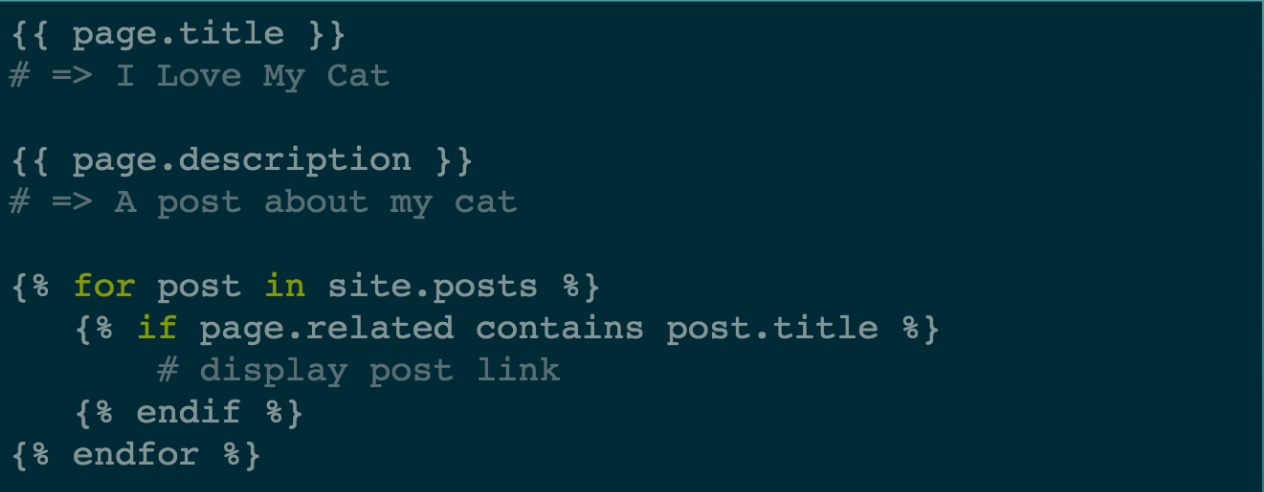 {{ page.title }}
# => I Love My Cat
{{ page.description }}
# => A post about my cat
{% for post in site.posts %}
{% if page.related contains post.title %}
# display post link
{% endif %}
{% endfor %}